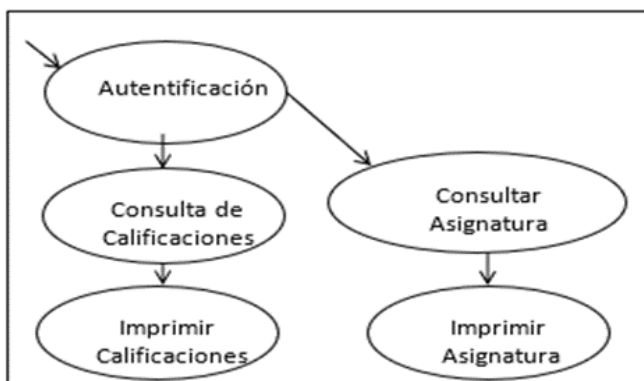 Autentificación
Consulta de
Calificaciones
Consultar
Asignatura
Imprimir
Calificaciones
Imprimir
Asignatura